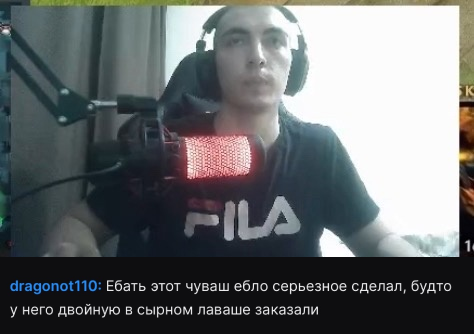 FILA
dragonot110: Ебать этот чуваш ебло серьезное сделал, будто
у него двойную в сырном лаваше заказали